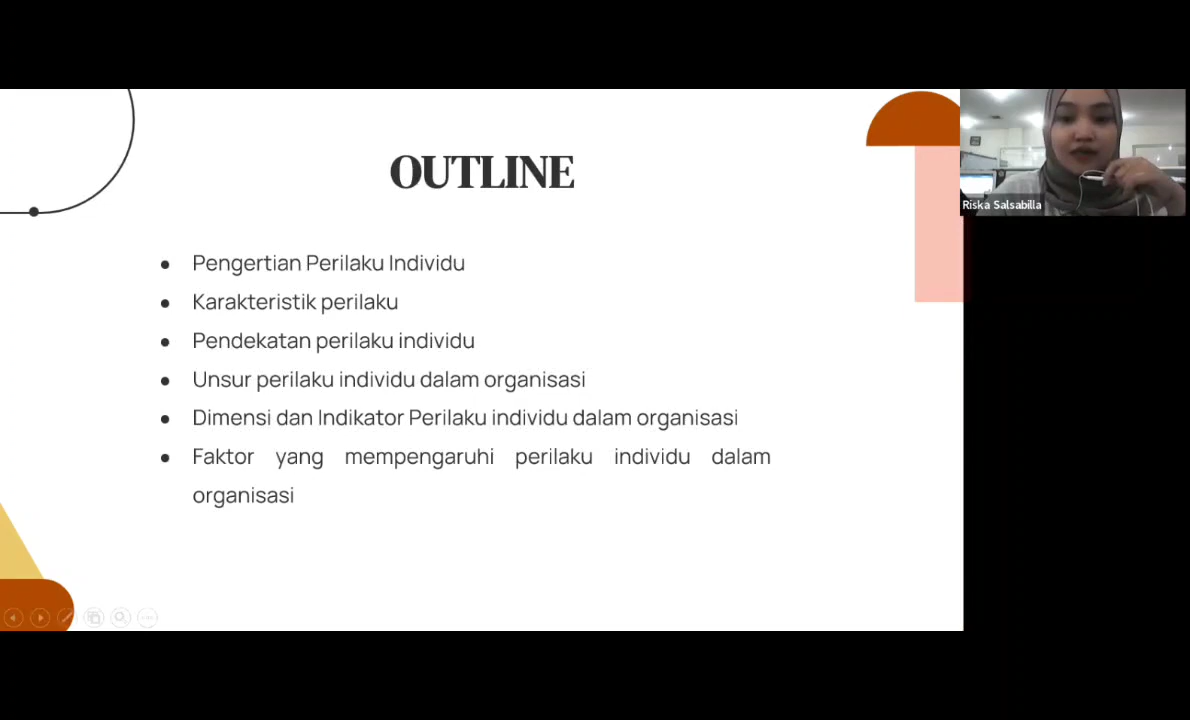 OUTLINE
Riska Salsabilla
● Pengertian Perilaku Individu
● Karakteristik perilaku
● Pendekatan perilaku individu
● Unsur perilaku individu dalam organisasi
● Dimensi dan Indikator Perilaku individu dalam organisasi
● Faktor yang mempengaruhi perilaku individu dalam
organisasi